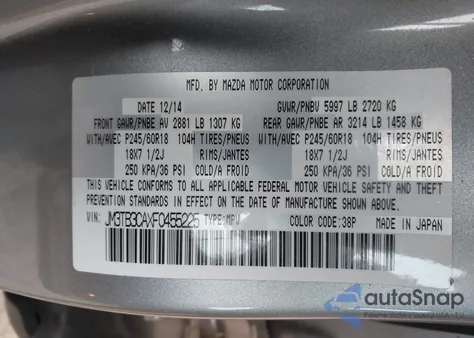 MFD. BY MAZDA MOTOR CORPORATION
DATE 12/14 GVWR/PNBV 5997 LB 2720 KG
FRONT GAWR/PNBE AV 2881 LB 1307 KG REAR GAWR/PNBE AR 3214 LB 1458 KG
WITH/AVEC P245/60R18 104H TIRES/PNEUS WITH/AVEC P245/60R18 104H TIRES/PNEUS
18X7 1/2J RIMS/JANTES 18X7 1/2J RIMS/JANTES
250 KPA/36 PSI COLD/A FROID 250 KPA/36 PSI COLD/A FROID
THIS VEHICLE CONFORMS TO ALL APPLICABLE FEDERAL MOTOR VEHICLE SAFETY AND
THEFT PREVENTION STANDARDS IN EFFECT ON THE DATE OF MANUFACTURE SHOWN ABOVE.
VIN: JM3TB3CAXF0455225 TYPE: MPV COLOR CODE: 38P MADE IN JAPAN
autoSnap